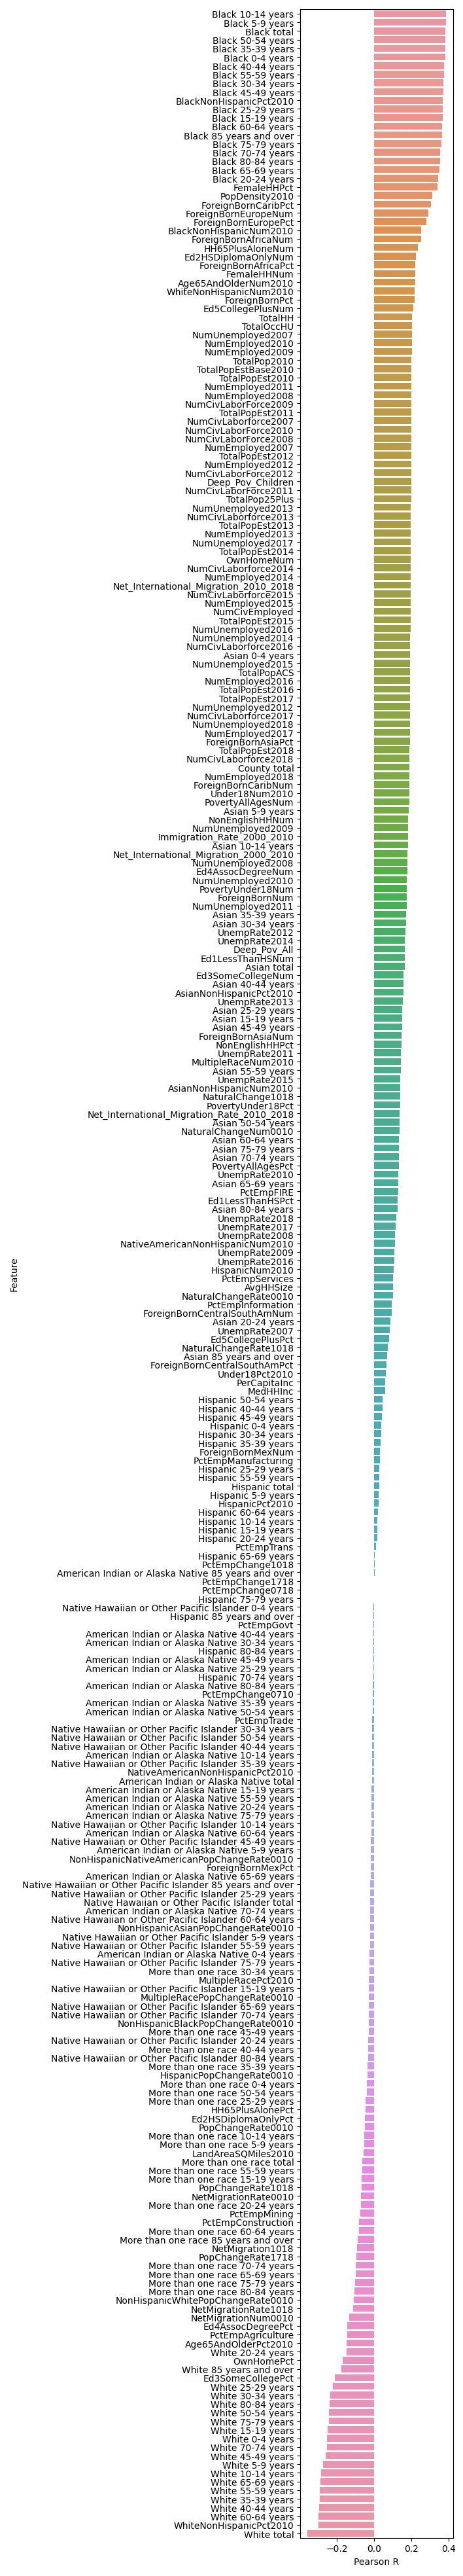 Black 10-14 years
Black 5-9 years
Black total
Black 50-54 years
Black 35-39 years
Black 0-4 years
Black 40-44 years
Black 55-59 years
Black 30-34 years
Black 45-49 years
BlackNonHispanicPct2010
Black 25-29 years
Black 15-19 years
Black 60-64 years
Black 85 years and over
Black 75-79 years
Black 70-74 years
Black 80-84 years
Black 65-69 years
Black 20-24 years
FemaleHHPct
PopDensity2010
ForeignBornCaribPct
ForeignBornEuropeNum
ForeignBornEuropePct
BlackNonHispanicNum2010
ForeignBornAfricaNum
HH65PlusAloneNum
Ed2HSDiplomaOnlyNum
ForeignBornAfricaPct
FemaleHHNum
Age65AndOlderNum2010
WhiteNonHispanicNum2010
ForeignBornPct
Ed5CollegePlusNum
TotalHH
TotalOccHU
NumUnemployed2007
NumEmployed2010
NumEmployed2009
TotalPop2010
TotalPopEstBase2010
TotalPopEst2010
NumEmployed2011
NumEmployed2008
NumCivLaborForce2009
TotalPopEst2011
NumCivLaborforce2007
NumCivLaborForce2010
NumCivLaborForce2008
NumEmployed2007
TotalPopEst2012
NumEmployed2012
NumCivLaborForce2012
Deep_Pov_Children
NumCivLaborForce2011
TotalPop25Plus
NumUnemployed2013
NumCivLaborforce2013
TotalPopEst2013
NumEmployed2013
NumUnemployed2017
TotalPopEst2014
OwnHomeNum
NumCivLaborforce2014
NumEmployed2014
Net_International_Migration_2010_2018
NumCivLaborforce2015
NumEmployed2015
NumCivEmployed
TotalPopEst2015
NumUnemployed2016
NumUnemployed2014
NumCivLaborforce2016
Asian 0-4 years
NumUnemployed2015
TotalPopACS
NumEmployed2016
TotalPopEst2016
TotalPopEst2017
NumUnemployed2012
NumCivLaborforce2017
NumUnemployed2018
NumEmployed2017
ForeignBornAsiaPct
TotalPopEst2018
NumCivLaborforce2018
County total
NumEmployed2018
ForeignBornCaribNum
Under18Num2010
PovertyAllAgesNum
Asian 5-9 years
NonEnglishHHNum
NumUnemployed2009
Immigration_Rate_2000_2010
Asian 10-14 years
Net_International_Migration_2000_2010
NumUnemployed2008
Ed4AssocDegreeNum
NumUnemployed2010
PovertyUnder18Num
ForeignBornNum
NumUnemployed2011
Asian 35-39 years
Asian 30-34 years
UnempRate2012
UnempRate2014
Deep_Pov_All
Ed1LessThanHSNum
Asian total
Ed3SomeCollegeNum
Asian 40-44 years
AsianNonHispanicPct2010
UnempRate2013
Asian 25-29 years
Asian 15-19 years
Asian 45-49 years
ForeignBornAsiaNum
NonEnglishHHPct
UnempRate2011
MultipleRaceNum2010
Asian 55-59 years
UnempRate2015
AsianNonHispanicNum2010
NaturalChange1018
PovertyUnder18Pct
Net_International_Migration_Rate_2010_2018
Asian 50-54 years
NaturalChangeNum0010
Asian 60-64 years
Asian 75-79 years
Asian 70-74 years
PovertyAllAgesPct
UnempRate2010
Asian 65-69 years
PctEmpFIRE
Ed1LessThanHSPct
Asian 80-84 years
UnempRate2018
UnempRate2017
UnempRate2008
NativeAmericanNonHispanicNum2010
UnempRate2009
UnempRate2016
HispanicNum2010
PctEmpServices
AvgHHSize
NaturalChangeRate0010
PctEmpInformation
ForeignBornCentralSouthAmNum
Asian 20-24 years
UnempRate2007
Ed5CollegePlusPct
NaturalChangeRate1018
Asian 85 years and over
ForeignBornCentralSouthAmPct
Under18Pct2010
PerCapitaInc
MedHHInc
Hispanic 50-54 years
Hispanic 40-44 years
Hispanic 45-49 years
Hispanic 0-4 years
Hispanic 30-34 years
Hispanic 35-39 years
ForeignBornMexNum
PctEmpManufacturing
Hispanic 25-29 years
Hispanic 55-59 years
Hispanic total
Hispanic 5-9 years
HispanicPct2010
Hispanic 60-64 years
Hispanic 10-14 years
Hispanic 15-19 years
Hispanic 20-24 years
PctEmpTrans
Hispanic 65-69 years
PctEmpChange1018
American Indian or Alaska Native 85 years and over
PctEmpChange1718
PctEmpChange0718
Hispanic 75-79 years
Native Hawaiian or Other Pacific Islander 0-4 years
Hispanic 85 years and over
PctEmpGovt
American Indian or Alaska Native 40-44 years
American Indian or Alaska Native 30-34 years
Hispanic 80-84 years
American Indian or Alaska Native 45-49 years
American Indian or Alaska Native 25-29 years
Hispanic 70-74 years
American Indian or Alaska Native 80-84 years
PctEmpChange0710
American Indian or Alaska Native 35-39 years
American Indian or Alaska Native 50-54 years
PctEmpTrade
Native Hawaiian or Other Pacific Islander 30-34 years
Native Hawaiian or Other Pacific Islander 50-54 years
Native Hawaiian or Other Pacific Islander 40-44 years
American Indian or Alaska Native 10-14 years
Native Hawaiian or Other Pacific Islander 35-39 years
NativeAmericanNonHispanicPct2010
American Indian or Alaska Native total
American Indian or Alaska Native 15-19 years
American Indian or Alaska Native 55-59 years
American Indian or Alaska Native 20-24 years
American Indian or Alaska Native 75-79 years
Native Hawaiian or Other Pacific Islander 10-14 years
American Indian or Alaska Native 60-64 years
Native Hawaiian or Other Pacific Islander 45-49 years
American Indian or Alaska Native 5-9 years
NonHispanicNativeAmericanPopChangeRate0010
ForeignBornMexPct
American Indian or Alaska Native 65-69 years
Native Hawaiian or Other Pacific Islander 85 years and over
Native Hawaiian or Other Pacific Islander 25-29 years
Native Hawaiian or Other Pacific Islander total
American Indian or Alaska Native 70-74 years
Native Hawaiian or Other Pacific Islander 60-64 years
NonHispanicAsianPopChangeRate0010
Native Hawaiian or Other Pacific Islander 5-9 years
Native Hawaiian or Other Pacific Islander 55-59 years
American Indian or Alaska Native 0-4 years
Native Hawaiian or Other Pacific Islander 75-79 years
More than one race 30-34 years
MultipleRacePct2010
Native Hawaiian or Other Pacific Islander 15-19 years
MultipleRacePopChangeRate0010
Native Hawaiian or Other Pacific Islander 65-69 years
Native Hawaiian or Other Pacific Islander 70-74 years
NonHispanicBlackPopChangeRate0010
More than one race 45-49 years
Native Hawaiian or Other Pacific Islander 20-24 years
More than one race 40-44 years
Native Hawaiian or Other Pacific Islander 80-84 years
More than one race 35-39 years
HispanicPopChangeRate0010
More than one race 0-4 years
More than one race 50-54 years
More than one race 25-29 years
HH65PlusAlonePct
Ed2HSDiplomaOnlyPct
PopChangeRate0010
More than one race 10-14 years
More than one race 5-9 years
LandAreaSQMiles2010
More than one race total
More than one race 55-59 years
More than one race 15-19 years
PopChangeRate1018
NetMigrationRate0010
More than one race 20-24 years
PctEmpMining
PctEmpConstruction
More than one race 60-64 years
More than one race 85 years and over
NetMigration1018
PopChangeRate1718
More than one race 70-74 years
More than one race 65-69 years
More than one race 75-79 years
More than one race 80-84 years
NonHispanicWhitePopChangeRate0010
NetMigrationRate1018
NetMigrationNum0010
Ed4AssocDegreePct
PctEmpAgriculture
Age65AndOlderPct2010
White 20-24 years
OwnHomePct
White 85 years and over
Ed3SomeCollegePct
White 25-29 years
White 30-34 years
White 80-84 years
White 50-54 years
White 75-79 years
White 15-19 years
White 0-4 years
White 70-74 years
White 45-49 years
White 5-9 years
White 10-14 years
White 65-69 years
White 55-59 years
White 35-39 years
White 40-44 years
White 60-64 years
WhiteNonHispanicPct2010
White total
Feature
−0.2 0.0 0.2 0.4
Pearson R